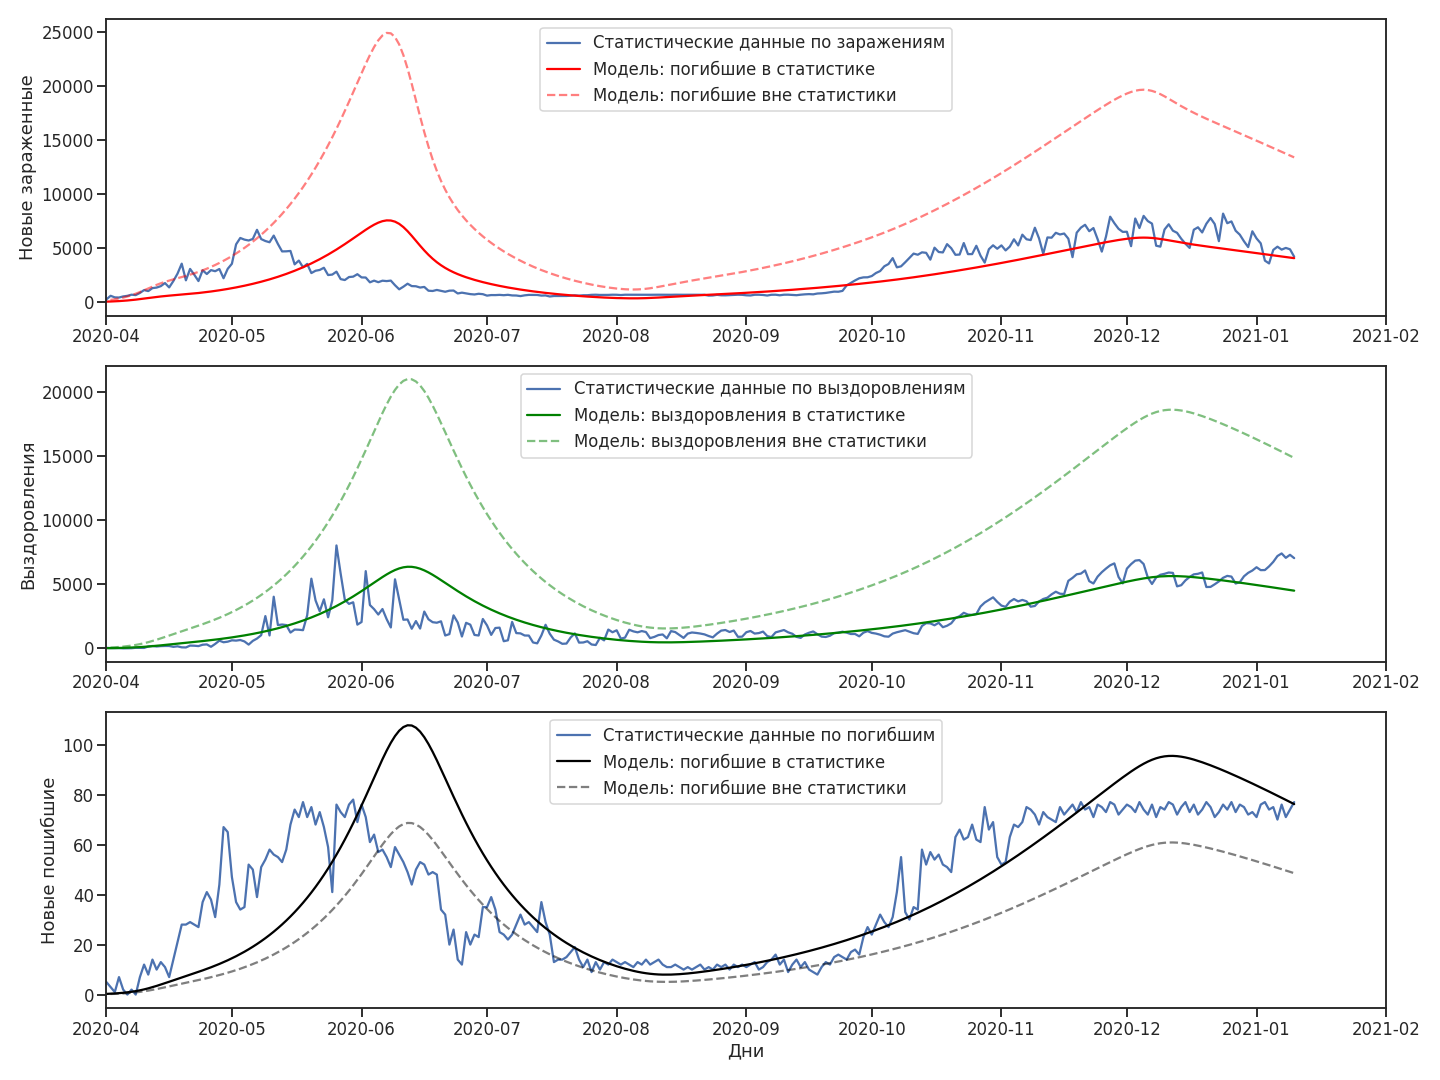 25000
20000
15000
10000
5000
0
Новые зараженные
Статистические данные по заражениям
Модель: погибшие в статистике
Модель: погибшие вне статистики
2020-04 2020-05 2020-06 2020-07 2020-08 2020-09 2020-10 2020-11 2020-12 2021-01 2021-02
20000
15000
10000
5000
0
Выздоровления
Статистические данные по выздоровлениям
Модель: выздоровления в статистике
Модель: выздоровления вне статистики
2020-04 2020-05 2020-06 2020-07 2020-08 2020-09 2020-10 2020-11 2020-12 2021-01 2021-02
100
80
60
40
20
0
Новые пошибшие
Статистические данные по погибшим
Модель: погибшие в статистике
Модель: погибшие вне статистики
2020-04 2020-05 2020-06 2020-07 2020-08 2020-09 2020-10 2020-11 2020-12 2021-01 2021-02
Дни